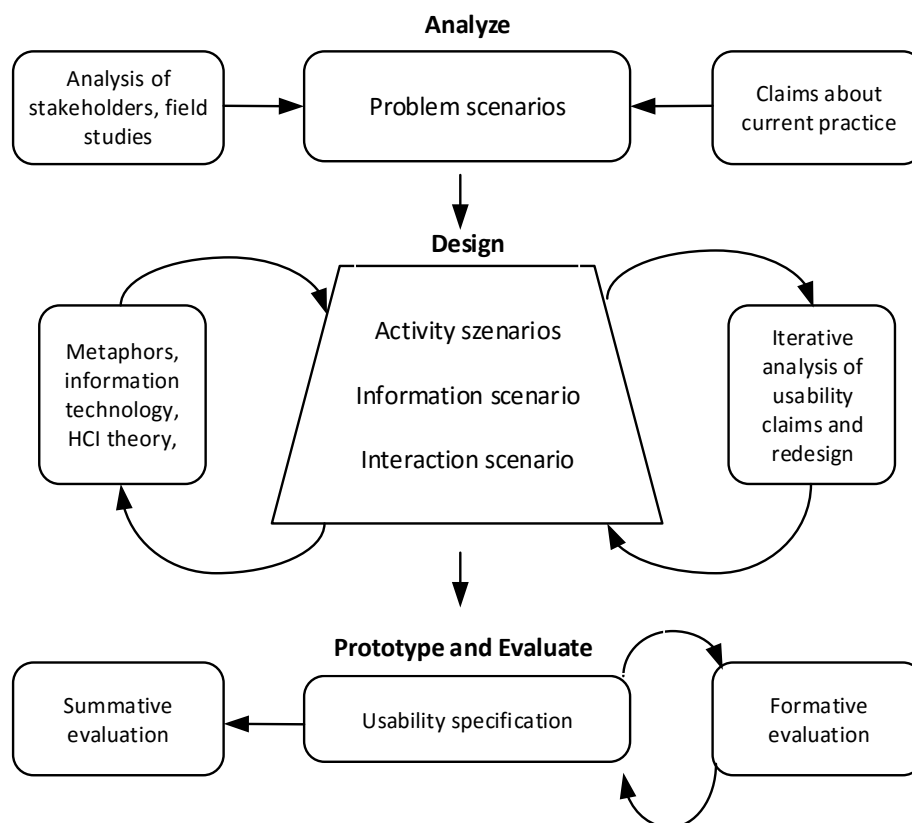 Analyze
Analysis of
stakeholders, field
studies
Problem scenarios
Claims about
current practice
Design
Metaphors,
information
technology,
HCI theory,
Activity szenarios
Information scenario
Interaction scenario
Iterative
analysis of
usability
claims and
redesign
Prototype and Evaluate
Summative
evaluation
Usability specification
Formative
evaluation